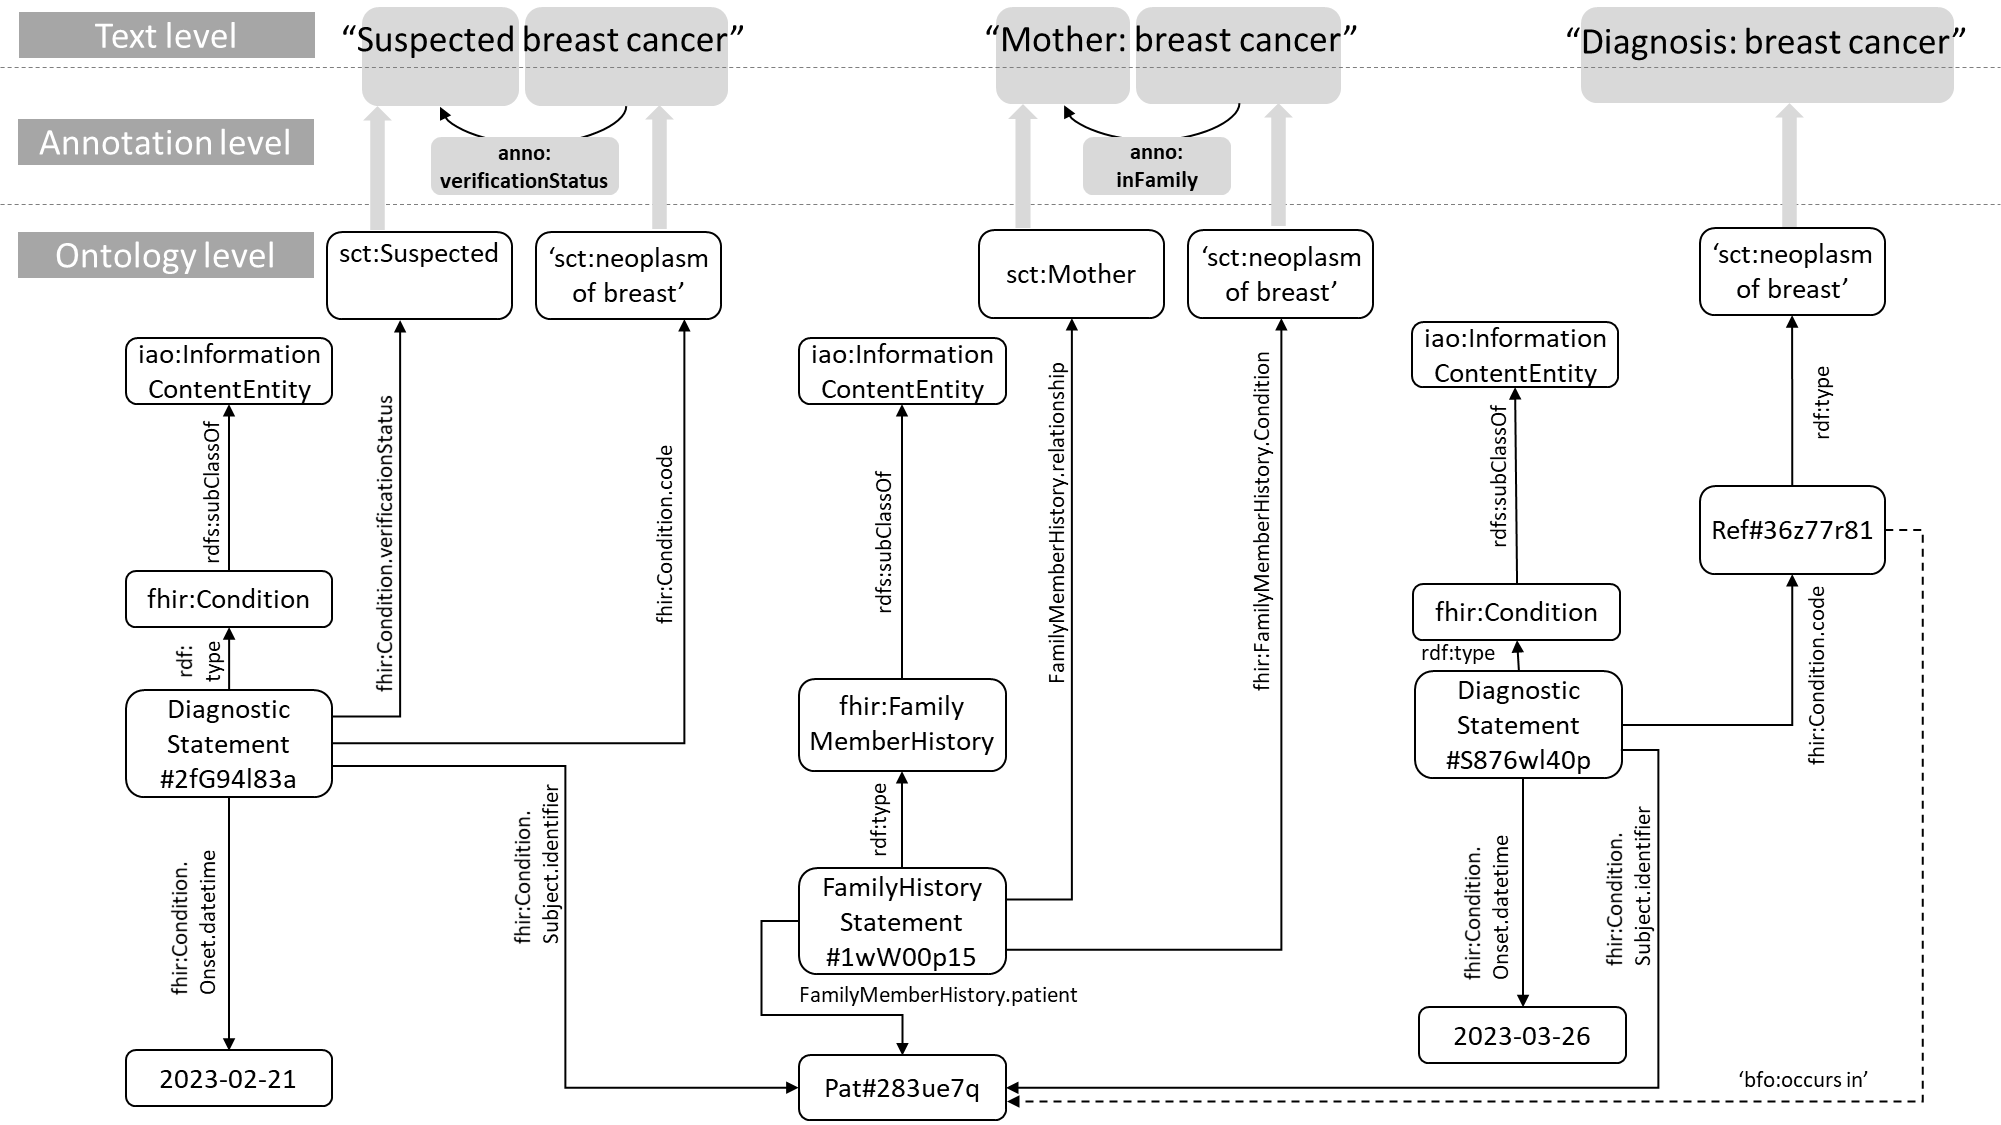 Text level
“Suspected breast cancer”
“Mother: breast cancer”
“Diagnosis: breast cancer”
Annotation level
anno:
verificationStatus
anno:
inFamily
Ontology level
sct:Suspected
‘sct:neoplasm
of breast’
sct:Mother
‘sct:neoplasm
of breast’
‘sct:neoplasm
of breast’
iao:Information
ContentEntity
rdfs:subClassOf
fhir:Condition
rdf:
type
Diagnostic
Statement
#2fG94l83a
fhir:Condition.verificationStatus
fhir:Condition.code
fhir:Condition.
Subject.identifier
fhir:Condition.
Onset.datetime
2023-02-21
iao:Information
ContentEntity
rdfs:subClassOf
fhir:Family
MemberHistory
rdf:type
FamilyHistory
Statement
#1wW00p15
FamilyMemberHistory.relationship
fhir:FamilyMemberHistory.Condition
FamilyMemberHistory.patient
Pat#283ue7q
iao:Information
ContentEntity
rdfs:subClassOf
fhir:Condition
rdf:type
Diagnostic
Statement
#S876wl40p
fhir:Condition.
Onset.datetime
2023-03-26
fhir:Condition.
Subject.identifier
rdf:type
Ref#36z77r81
fhir:Condition.code
‘bfo:occurs in’